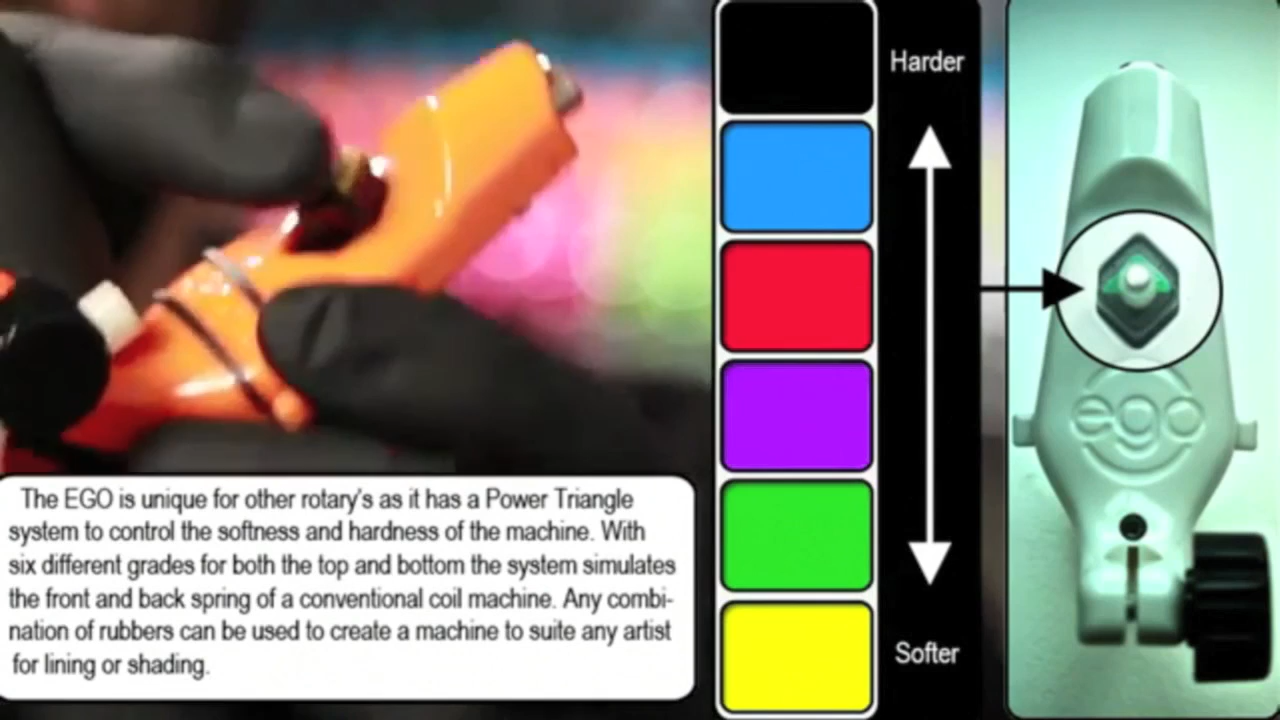 The EGO is unique for other rotary's as it has a Power Triangle
system to control the softness and hardness of the machine. With
six different grades for both the top and bottom the system simulates
the front and back spring of a conventional coil machine. Any combi-
nation of rubbers can be used to create a machine to suite any artist
for lining or shading.
Harder
Softer
ego